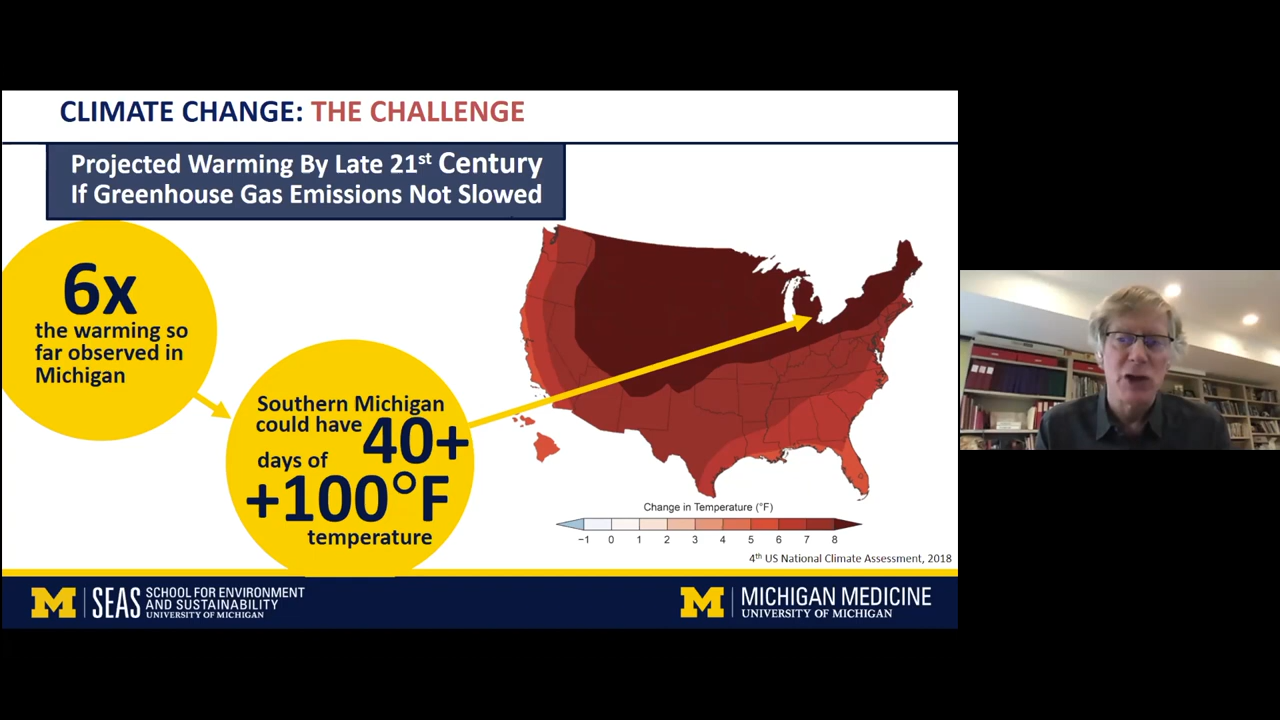 CLIMATE CHANGE: THE CHALLENGE
Projected Warming By Late 21st Century
If Greenhouse Gas Emissions Not Slowed
6x
the warming so
far observed in
Michigan
Southern Michigan
could have 40+
days of
+100°F
temperature
Change in Temperature (°F)
−1 0 1 2 3 4 5 6 7 8
4th US National Climate Assessment, 2018
M SEAS SCHOOL FOR ENVIRONMENT
AND SUSTAINABILITY
UNIVERSITY OF MICHIGAN
M MICHIGAN MEDICINE
UNIVERSITY OF MICHIGAN